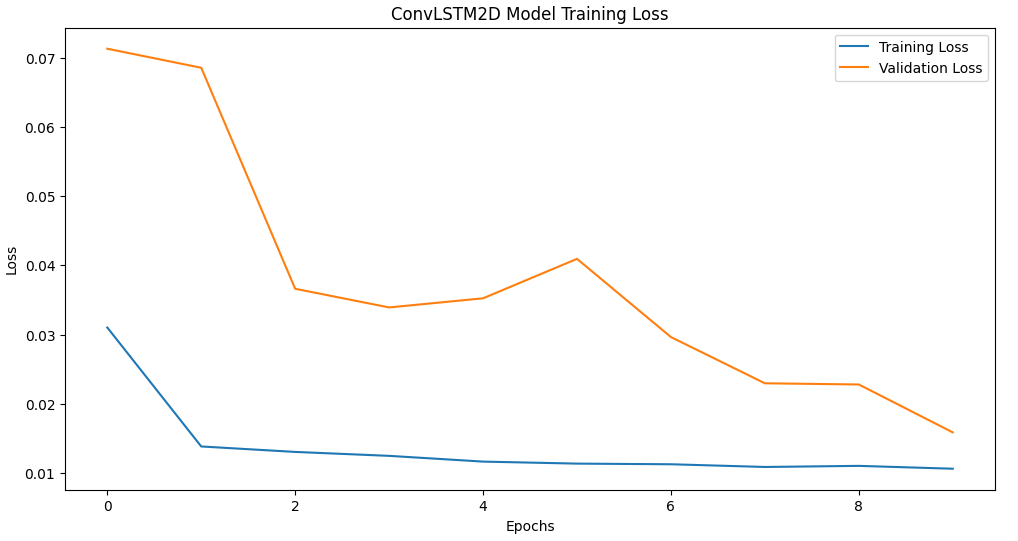 ConvLSTM2D Model Training Loss
Training Loss
Validation Loss
0.07
0.06
0.05
0.04
0.03
0.02
0.01
Loss
0 2 4 6 8
Epochs